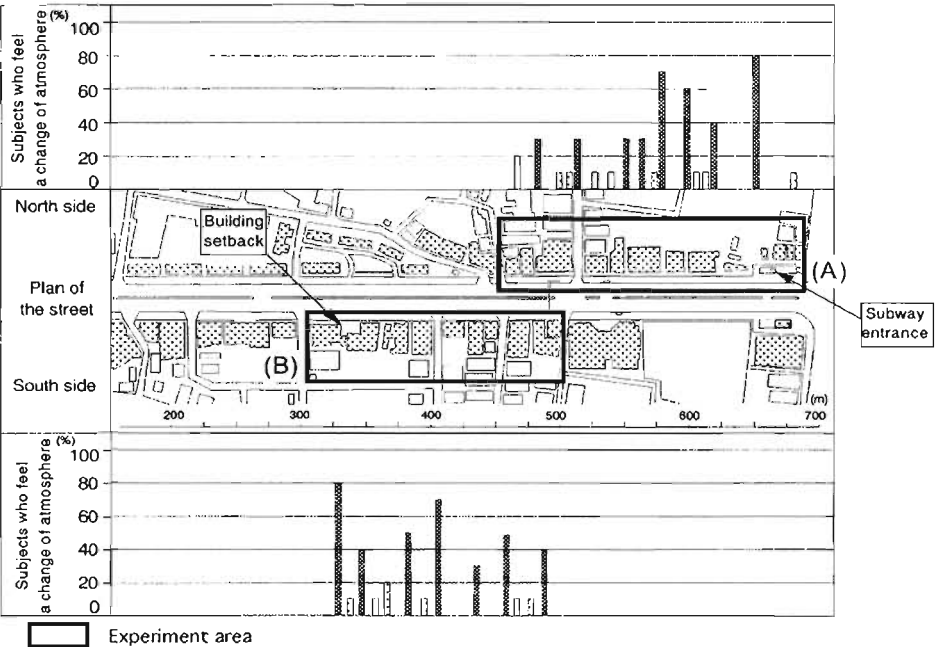 Subjects who feel
a change of atmosphere
(%)
100
80
60
40
20
0
North side
Building
setback
Plan of
the street
(A)
Subway
entrance
(B)
South side
(m)
200
300
400
500
600
700
Subjects who feel
a change of atmosphere
(%)
100
80
60
40
20
0
Experiment area